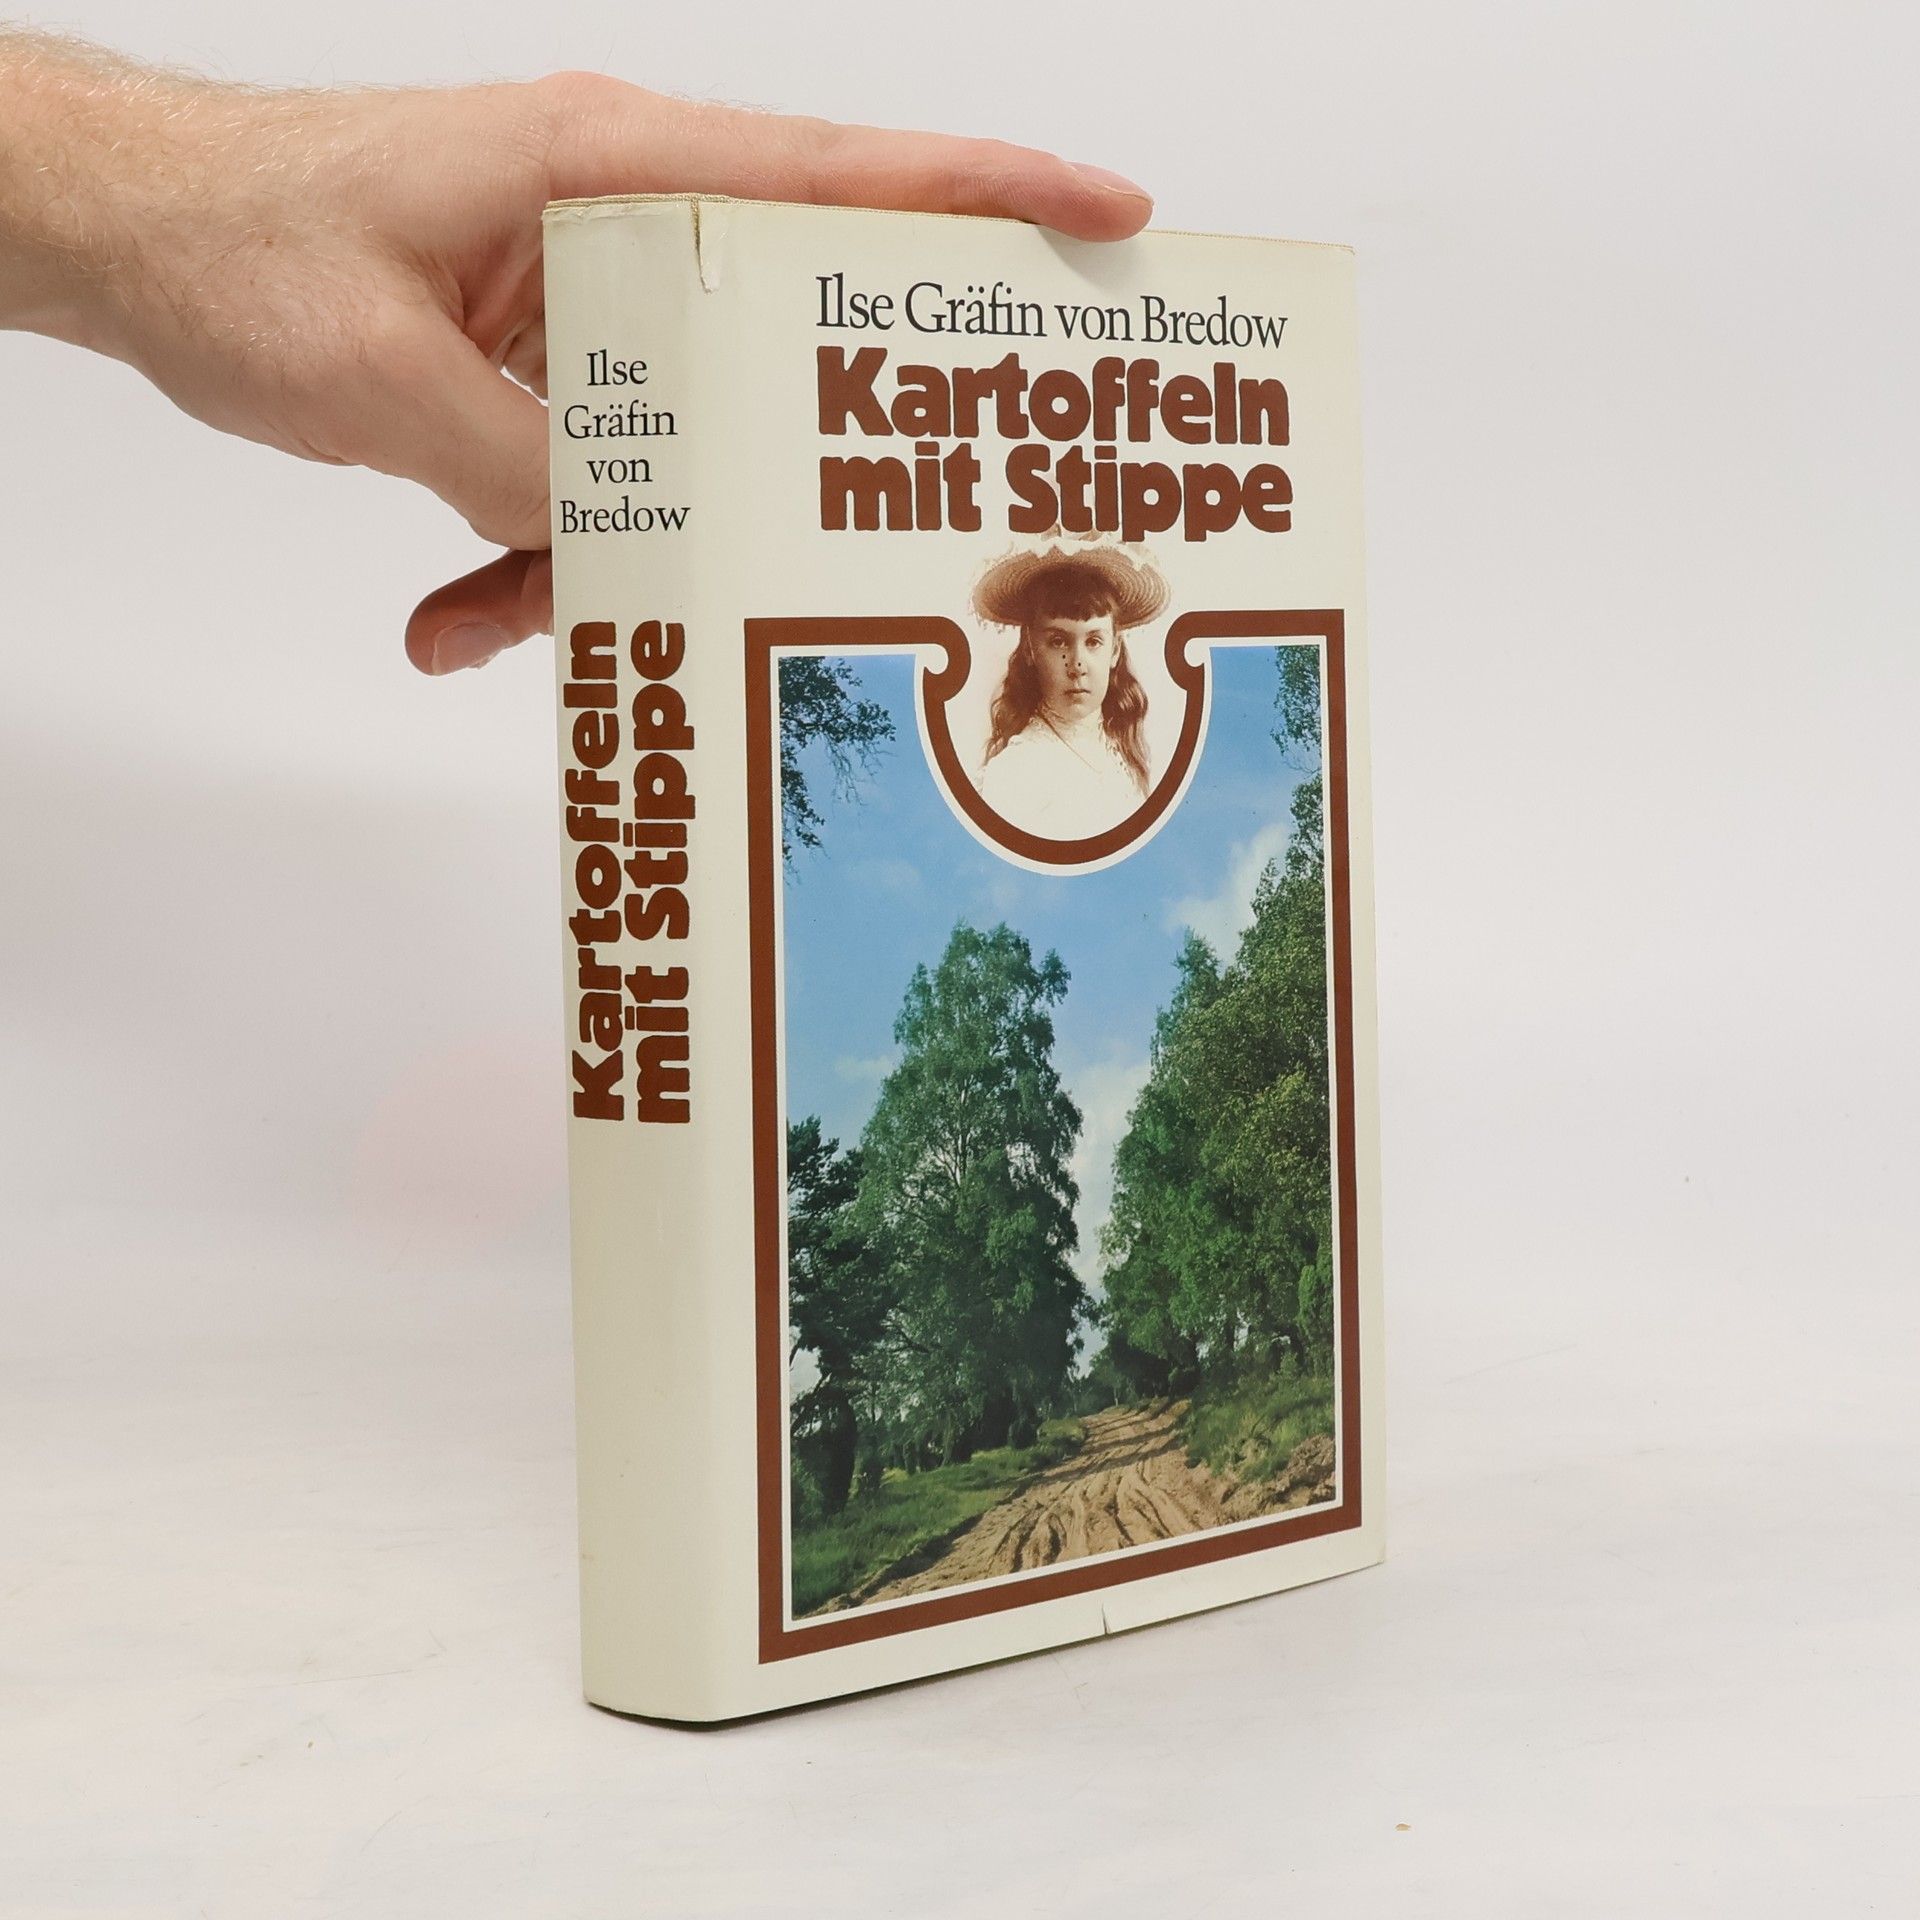 Ilse
Gräfin
von
Bredow
Kartoffeln
mit Stippe
Ilse Gräfin von Bredow
Kartoffeln
mit Stippe